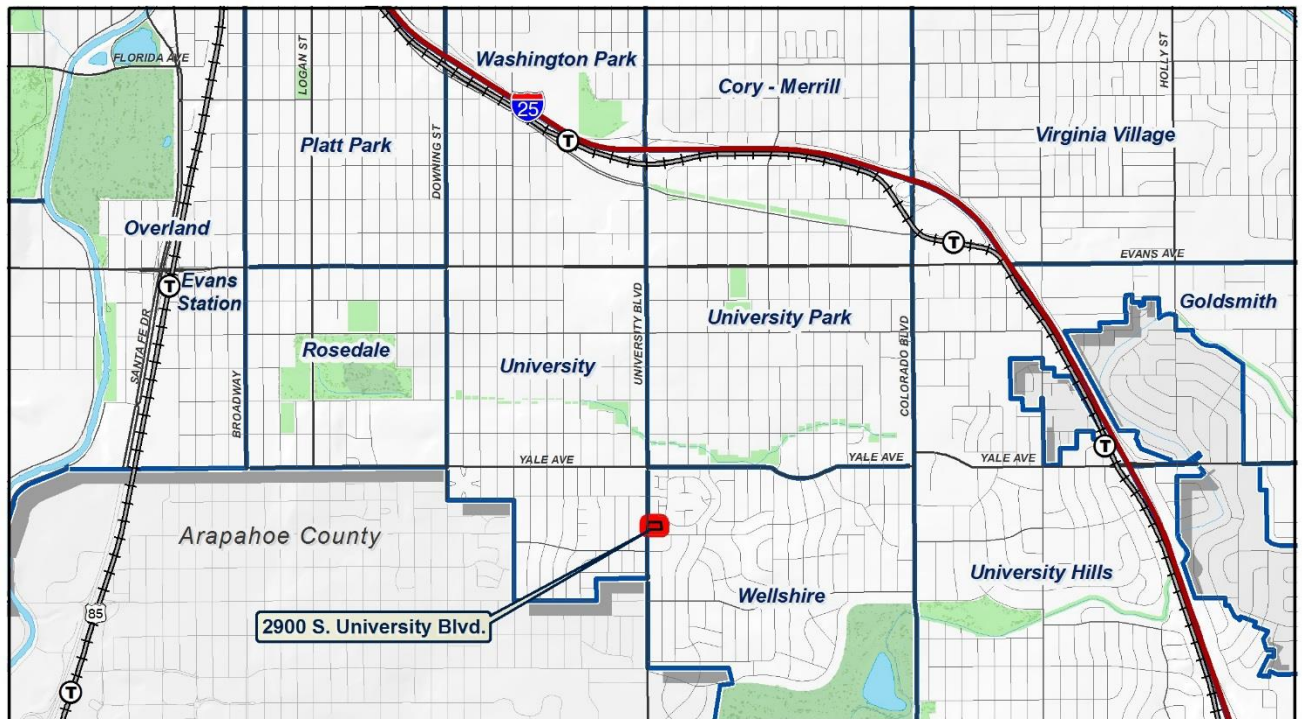 FLORIDA AVE
LOGAN ST
Washington Park
Cory - Merrill
HOLLY ST
25
Platt Park
DOWNING ST
T
Virginia Village
Overland
T
EVANS AVE
Evans
Station
T
SANTA FE DR
BROADWAY
Rosedale
University
UNIVERSITY BLVD
University Park
COLORADO BLVD
Goldsmith
T
YALE AVE
YALE AVE
YALE AVE
Arapahoe County
University Hills
Wellshire
2900 S. University Blvd.
85
T